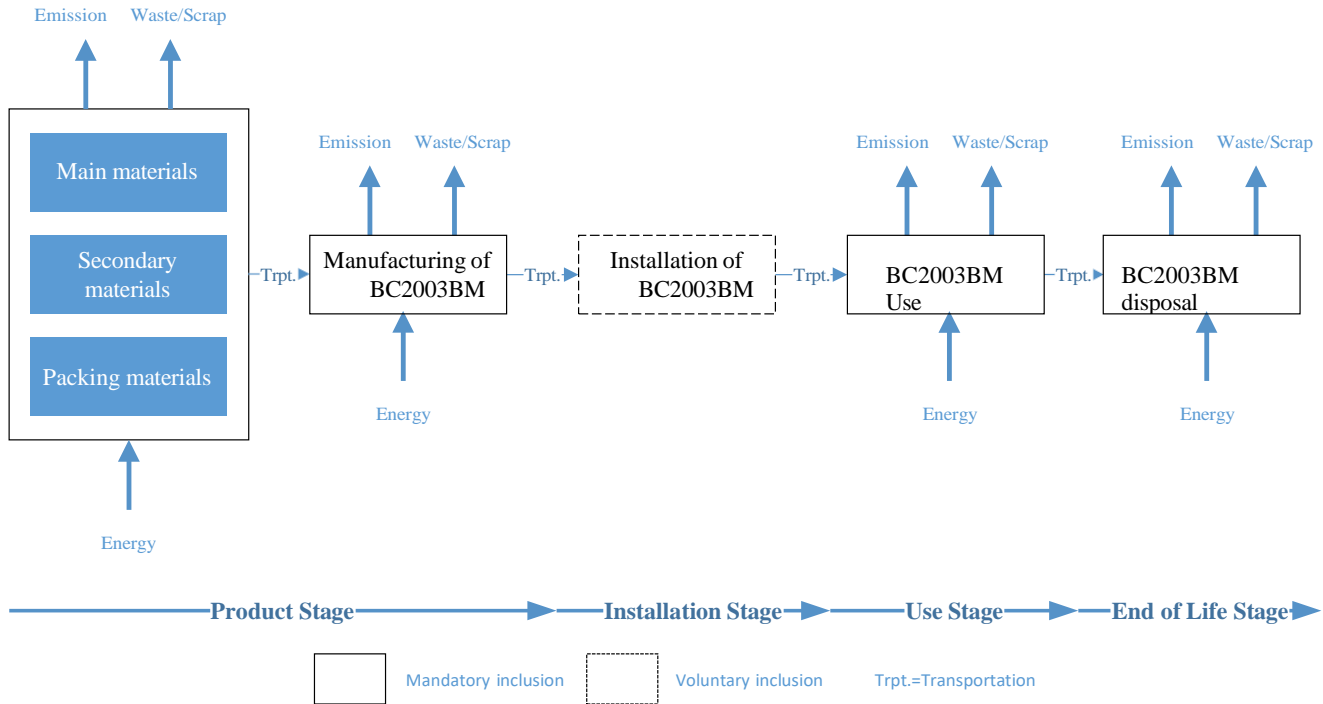 Emission
Waste/Scrap
Main materials
Secondary
materials
Packing materials
Energy
Trpt.
Emission
Waste/Scrap
Manufacturing of
BC2003BM
Energy
Trpt.
Installation of
BC2003BM
Trpt.
Emission
Waste/Scrap
BC2003BM
Use
Energy
Trpt.
Emission
Waste/Scrap
BC2003BM
disposal
Energy
Product Stage
Installation Stage
Use Stage
End of Life Stage
Mandatory inclusion
Voluntary inclusion
Trpt.=Transportation